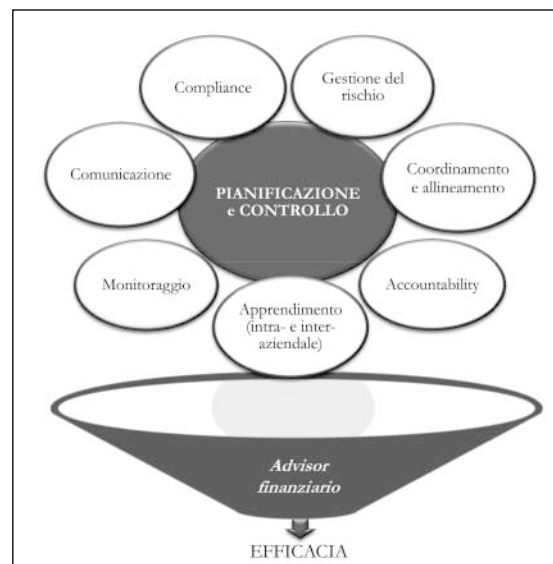 Compliance
Gestione del
rischio
Comunicazione
PIANIFICAZIONE
e CONTROLLO
Coordinamento
e allineamento
Monitoraggio
Accountability
Apprendimento
(intra- e inter-
aziendale)
Advisor
finanziario
EFFICACIA